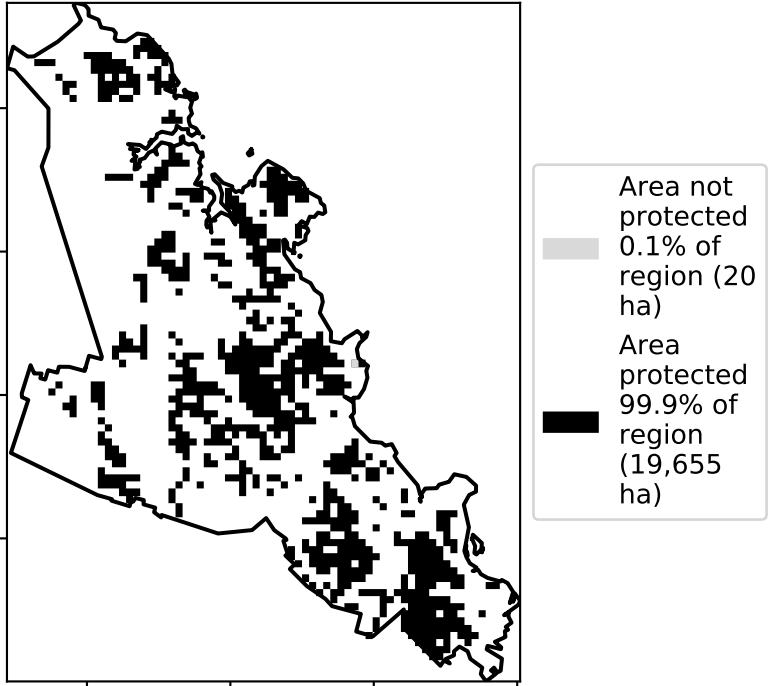 Area not
protected
0.1% of
region (20
ha)
Area
protected
99.9% of
region
(19,655
ha)